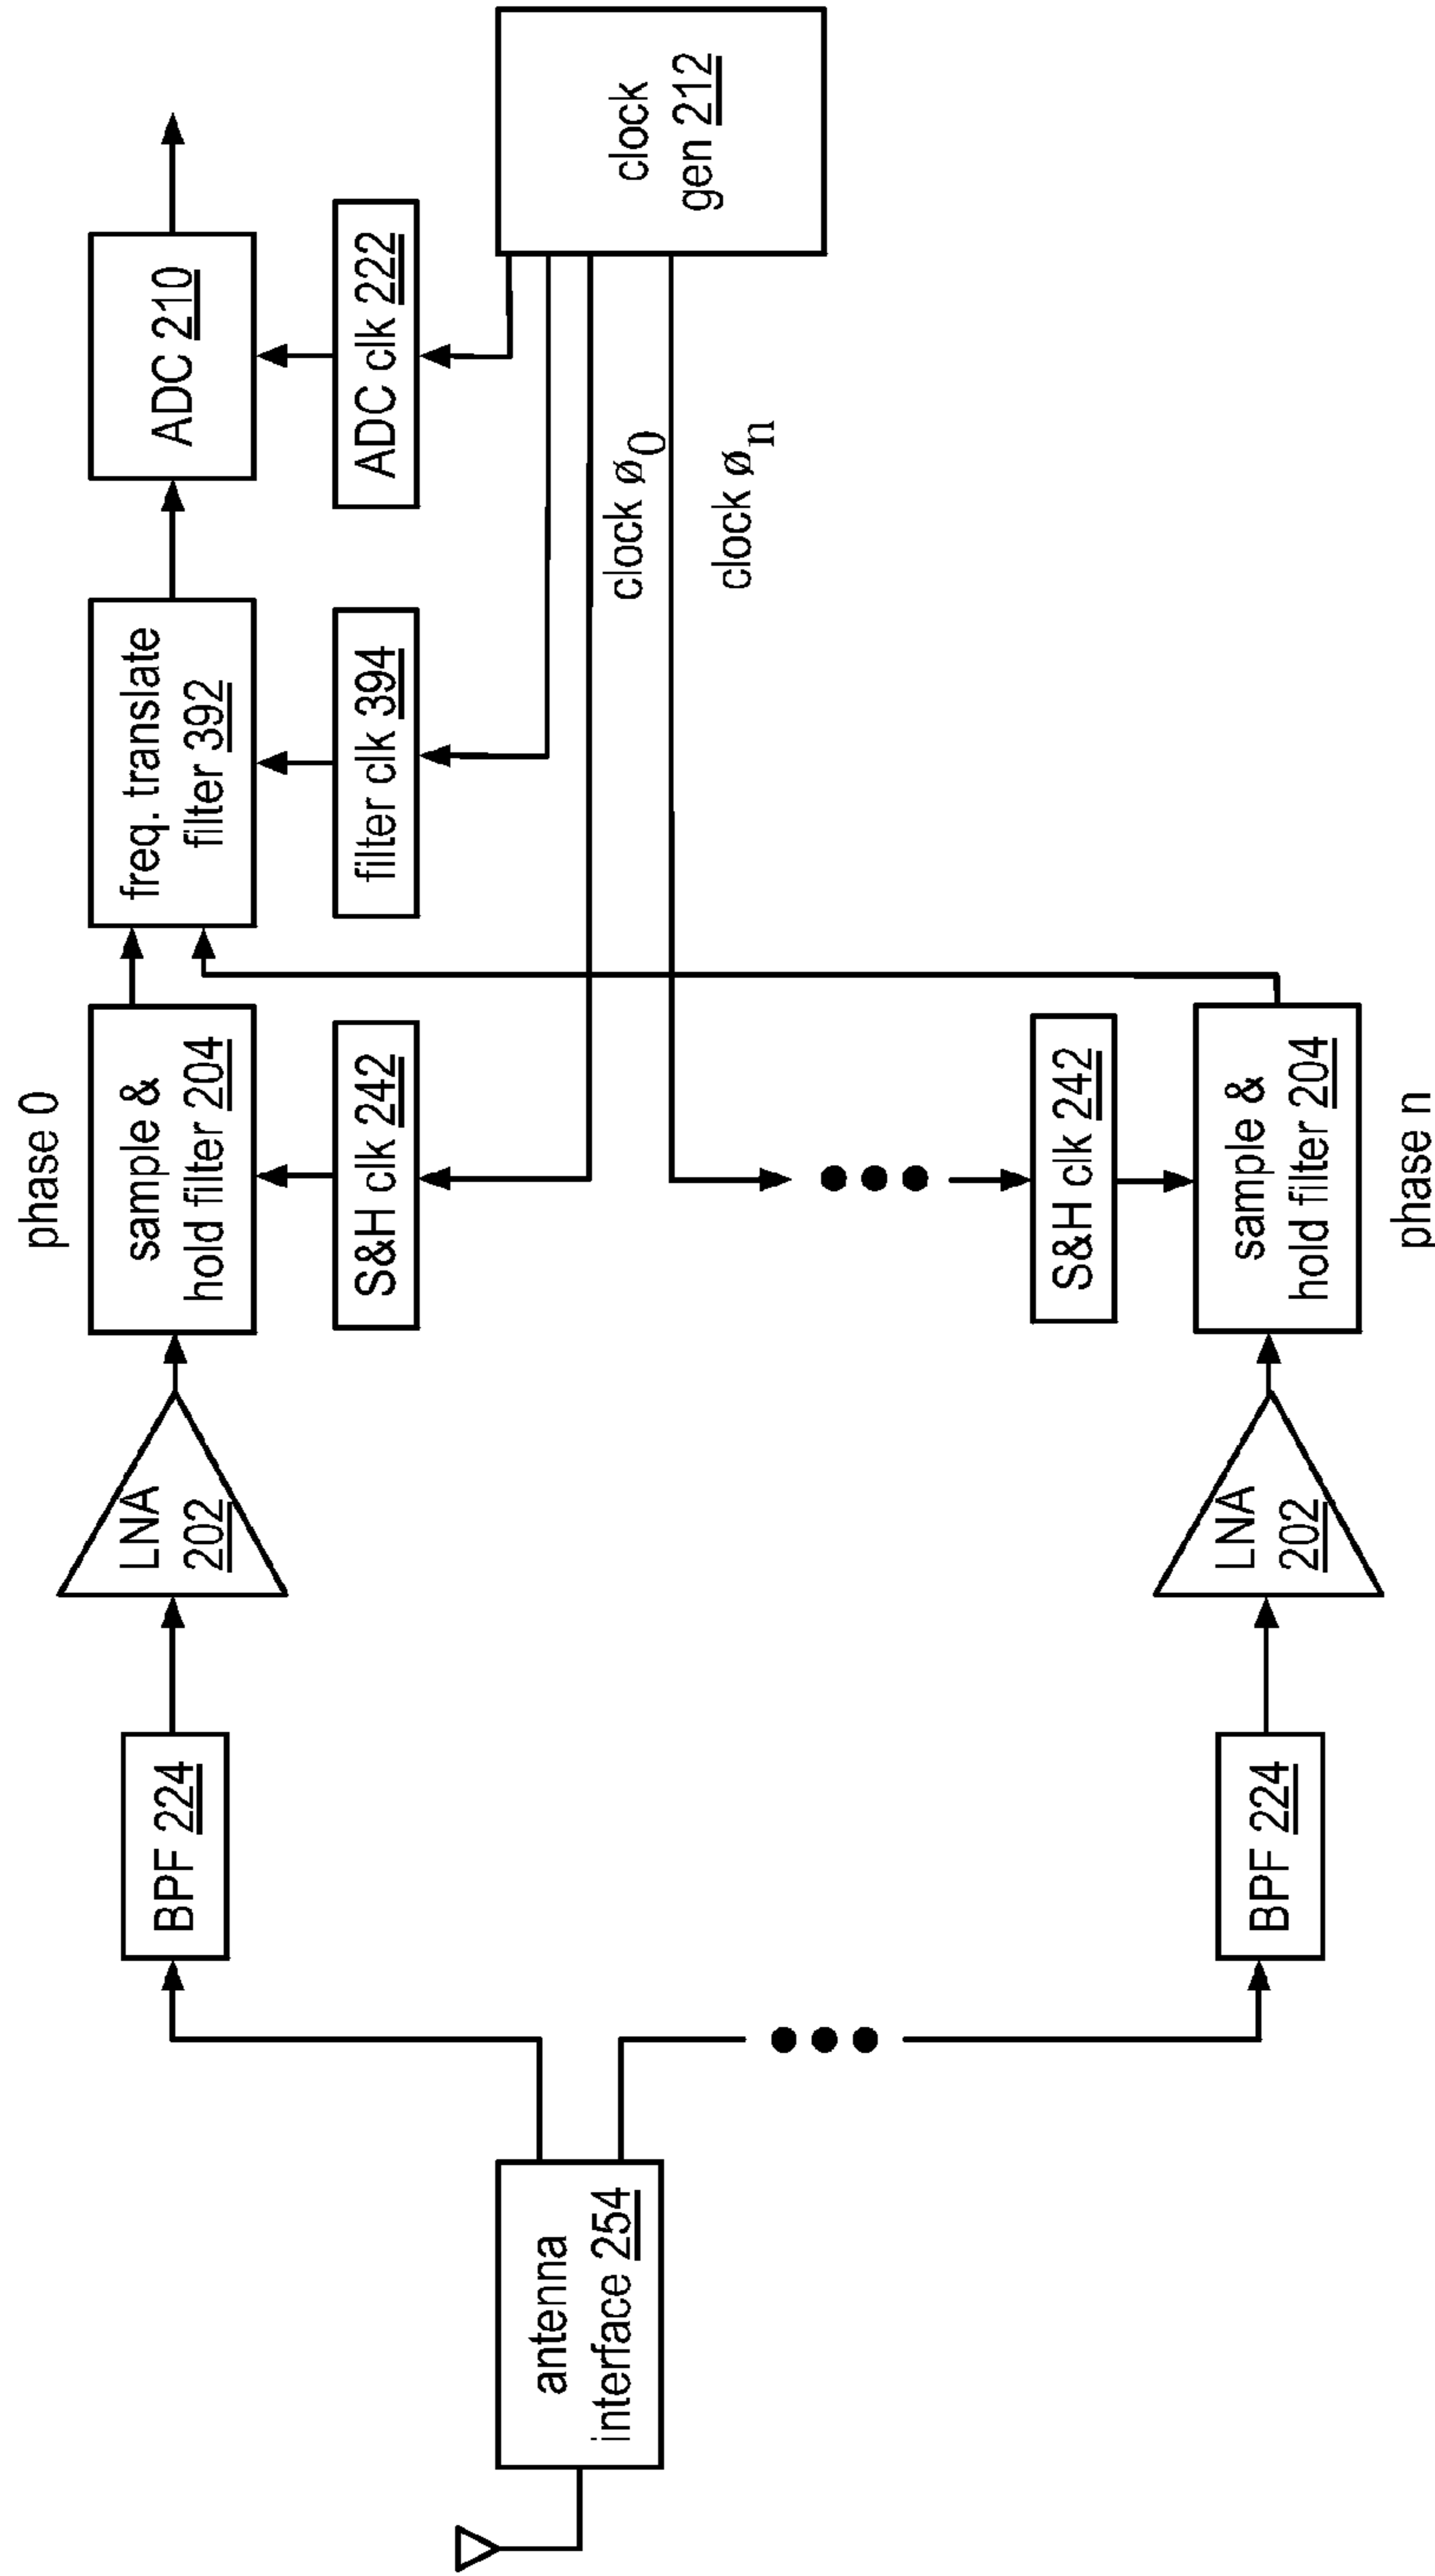 phase 0
antenna
interface 254
BPF 224
LNA
202
sample &
hold filter 204
S&H clk 242
freq. translate
filter 392
filter clk 394
ADC 210
ADC clk 222
clock
gen 212
clock ø0
clock øn
BPF 224
LNA
202
S&H clk 242
sample &
hold filter 204
phase n